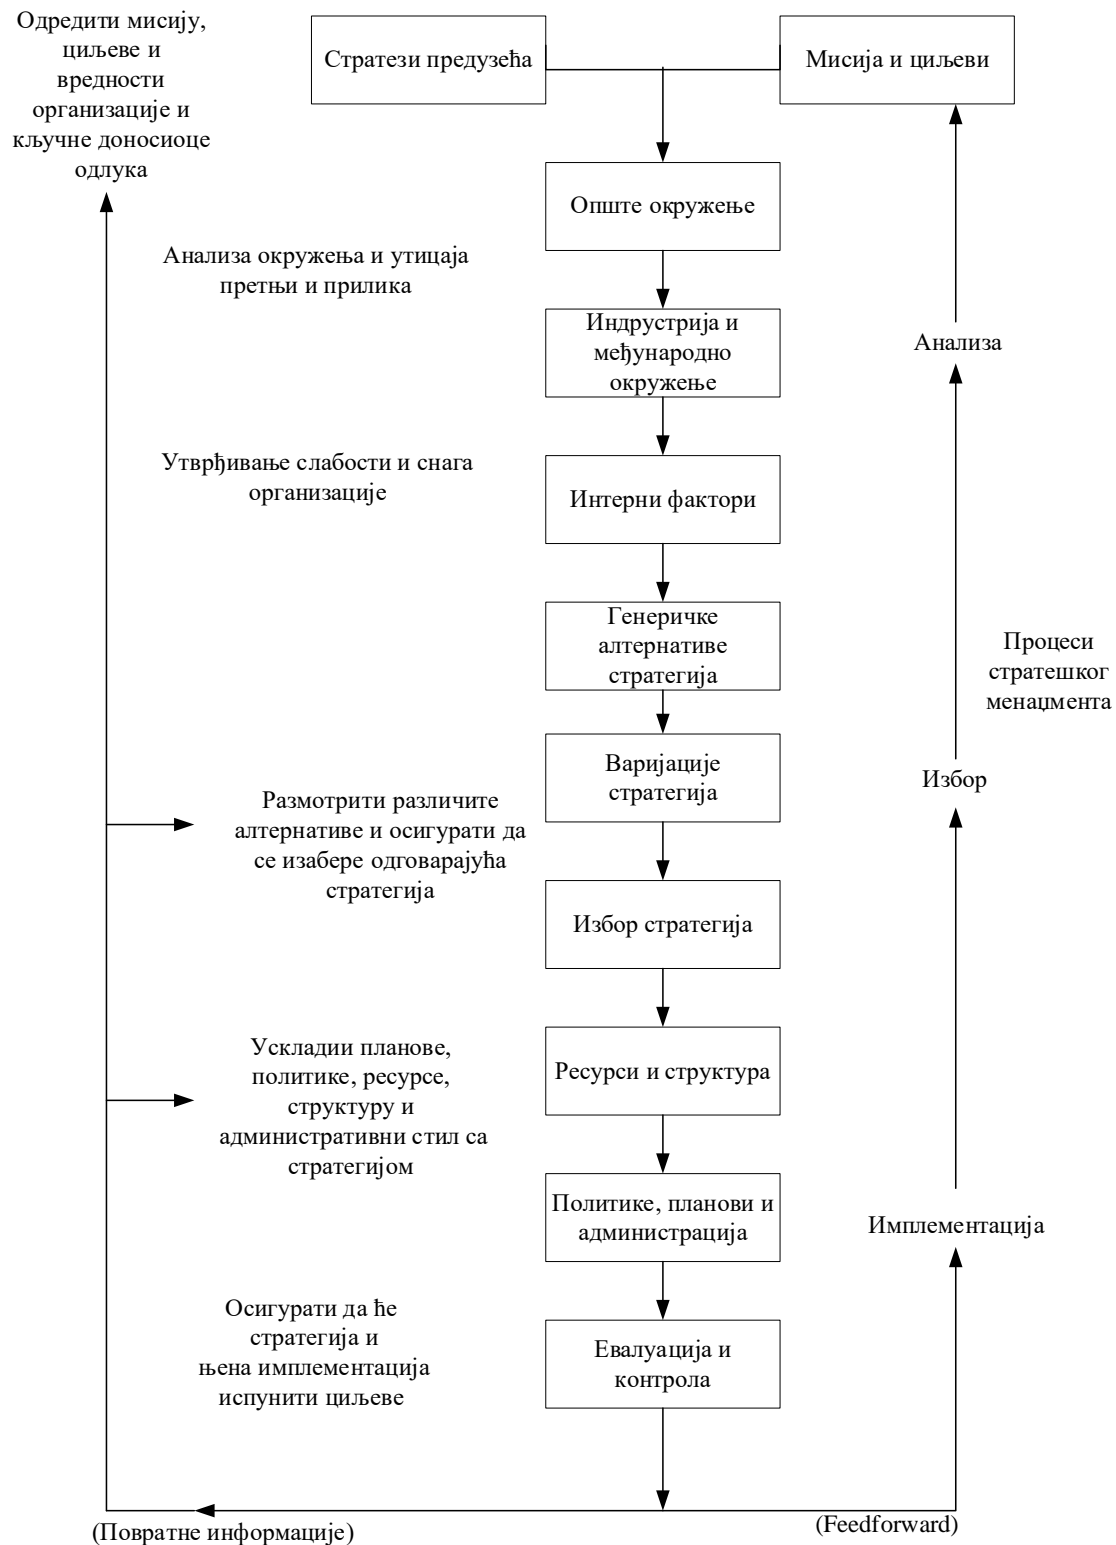 Одредити мисију,
циљеве и
вредности
организације и
кључне доносиоце
одлука
Стратези предузећа
Мисија и циљеви
Опште окружење
Анализа окружења и утицаја
претњи и прилика
Индрустрија и
међународно
окружење
Анализа
Утврђивање слабости и снага
организације
Интерни фактори
Генеричке
алтернативе
стратегија
Процеси
стратешког
менаџмента
Варијације
стратегија
Избор
Размотрити различите
алтернативе и осигурати да
се изабере одговарајућа
стратегија
Избор стратегија
Ускладии планове,
политике, ресурсе,
структуру и
административни стил са
стратегијом
Ресурси и структура
Политике, планови и
администрација
Имплементација
Осигурати да ће
стратегија и
њена имплементација
испунити циљеве
Евалуација и
контрола
(Повратне информације)
(Feedforward)